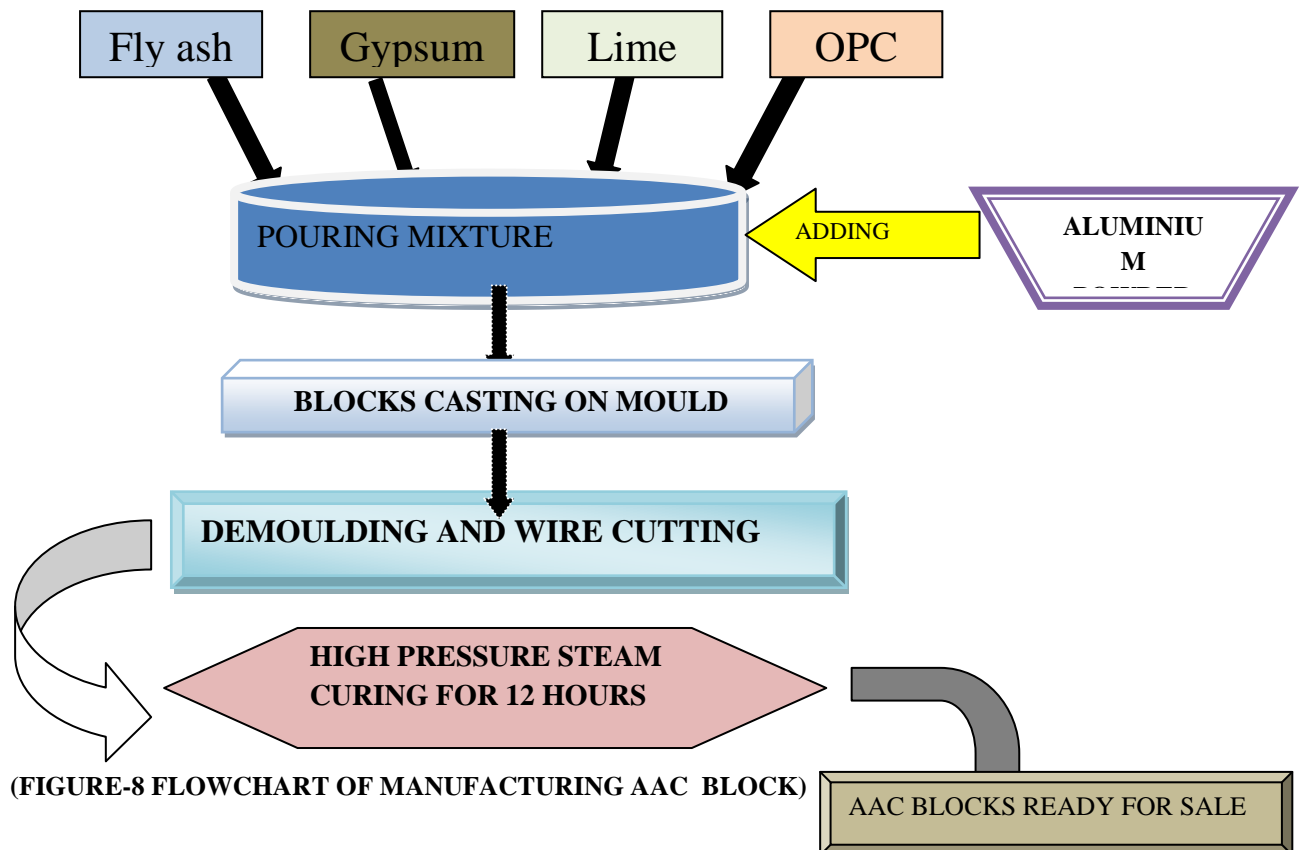 Fly ash
Gypsum
Lime
OPC
POURING MIXTURE
ADDING
ALUMINIU
M
BLOCKS CASTING ON MOULD
DEMOULDING AND WIRE CUTTING
HIGH PRESSURE STEAM
CURING FOR 12 HOURS
(FIGURE-8 FLOWCHART OF MANUFACTURING AAC BLOCK)
AAC BLOCKS READY FOR SALE